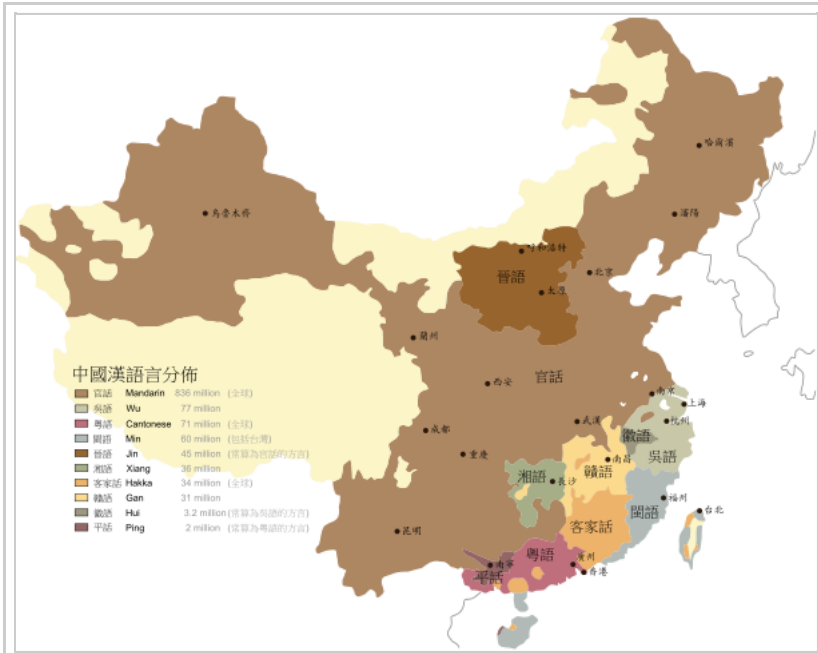 哈爾濱
烏魯木齊
瀋陽
呼和浩特
北京
晉語
太原
蘭州
官話
西安
南京
上海
成都
武漢
杭州
徽語
重慶
南昌
吳語
湘語
贛語
長沙
福州
閩語
台北
客家話
昆明
粵語
廣州
南寧
香港
平話
中國漢語言分佈
官話 Mandarin 836 million (全球)
吳語 Wu 77 million
粵語 Cantonese 71 million (全球)
閩語 Min 60 million (包括台灣)
晉語 Jin 45 million (常算為官話的方言)
湘語 Xiang 36 million
客家話 Hakka 34 million (全球)
贛語 Gan 31 million
徽語 Hui 3.2 million (常算為吳語的方言)
平話 Ping 2 million (常算為粵語的方言)